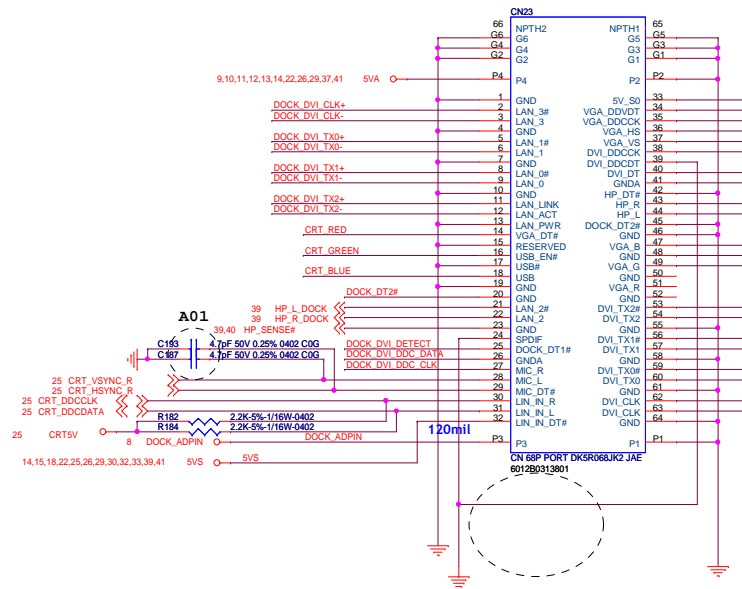 CN23
66 NPTH2 NPTH1 65
G6 G6 G5 G5
G4 G4 G3 G3
G2 G2 G1 G1
9,10,11,12,13,14,22,26,29,37,41 5VA P4 P4 P2 P2
1 GND 5V_S0 33
DOCK_DVI_CLK+ 2 LAN_3# VGA_DDVDT 34
DOCK_DVI_CLK- 3 LAN_3 VGA_DDCCK 35
4 GND VGA_HS 36
DOCK_DVI_TX0+ 5 LAN_1# VGA_VS 37
DOCK_DVI_TX0- 6 LAN_1 DVI_DDCCK 38
7 GND DVI_DDCDT 39
DOCK_DVI_TX1+ 8 LAN_0# DVI_DT 40
DOCK_DVI_TX1- 9 LAN_0 GNDA 41
10 GND HP_DT# 42
DOCK_DVI_TX2+ 11 LAN_LINK HP_R 43
DOCK_DVI_TX2- 12 LAN_ACT HP_L 44
13 LAN_PWR DOCK_DT2# 45
CRT_RED 14 VGA_DT# GND 46
15 RESERVED VGA_B 47
CRT_GREEN 16 USB_EN# GND 48
17 USB# VGA_G 49
CRT_BLUE 18 USB GND 50
19 GND VGA_R 51
DOCK_DT2# 20 GND GND 52
39 HP_L_DOCK 21 LAN_2# DVI_TX2# 53
39 HP_R_DOCK 22 LAN_2 DVI_TX2 54
39,40 HP_SENSE# 23 GND GND 55
A01
24 SPDIF DVI_TX1# 56
C193 4.7pF 50V 0.25% 0402 C0G DOCK_DVI_DETECT 25 DOCK_DT1# DVI_TX1 57
C187 4.7pF 50V 0.25% 0402 C0G DOCK_DVI_DDC_DATA 26 GNDA GND 58
DOCK_DVI_DDC_CLK 27 MIC_R DVI_TX0# 59
25 CRT_VSYNC_R 28 MIC_L DVI_TX0 60
25 CRT_HSYNC_R 29 MIC_DT# GND 61
25 CRT_DDCCLK 30 LIN_IN_R DVI_CLK 62
25 CRT_DDCDATA 31 LIN_IN_L DVI_CLK 63
R182 2.2K-5%-1/16W-0402 32 LIN_IN_DT# GND 64
R184 2.2K-5%-1/16W-0402
25 CRT5V 120mil
8 DOCK_ADPIN DOCK_ADPIN P3 P3 P1 P1
14,15,18,22,25,26,29,30,32,33,39,41 5VS 5VS
CN 68P PORT DK5R068JK2 JAE
6012B0313801